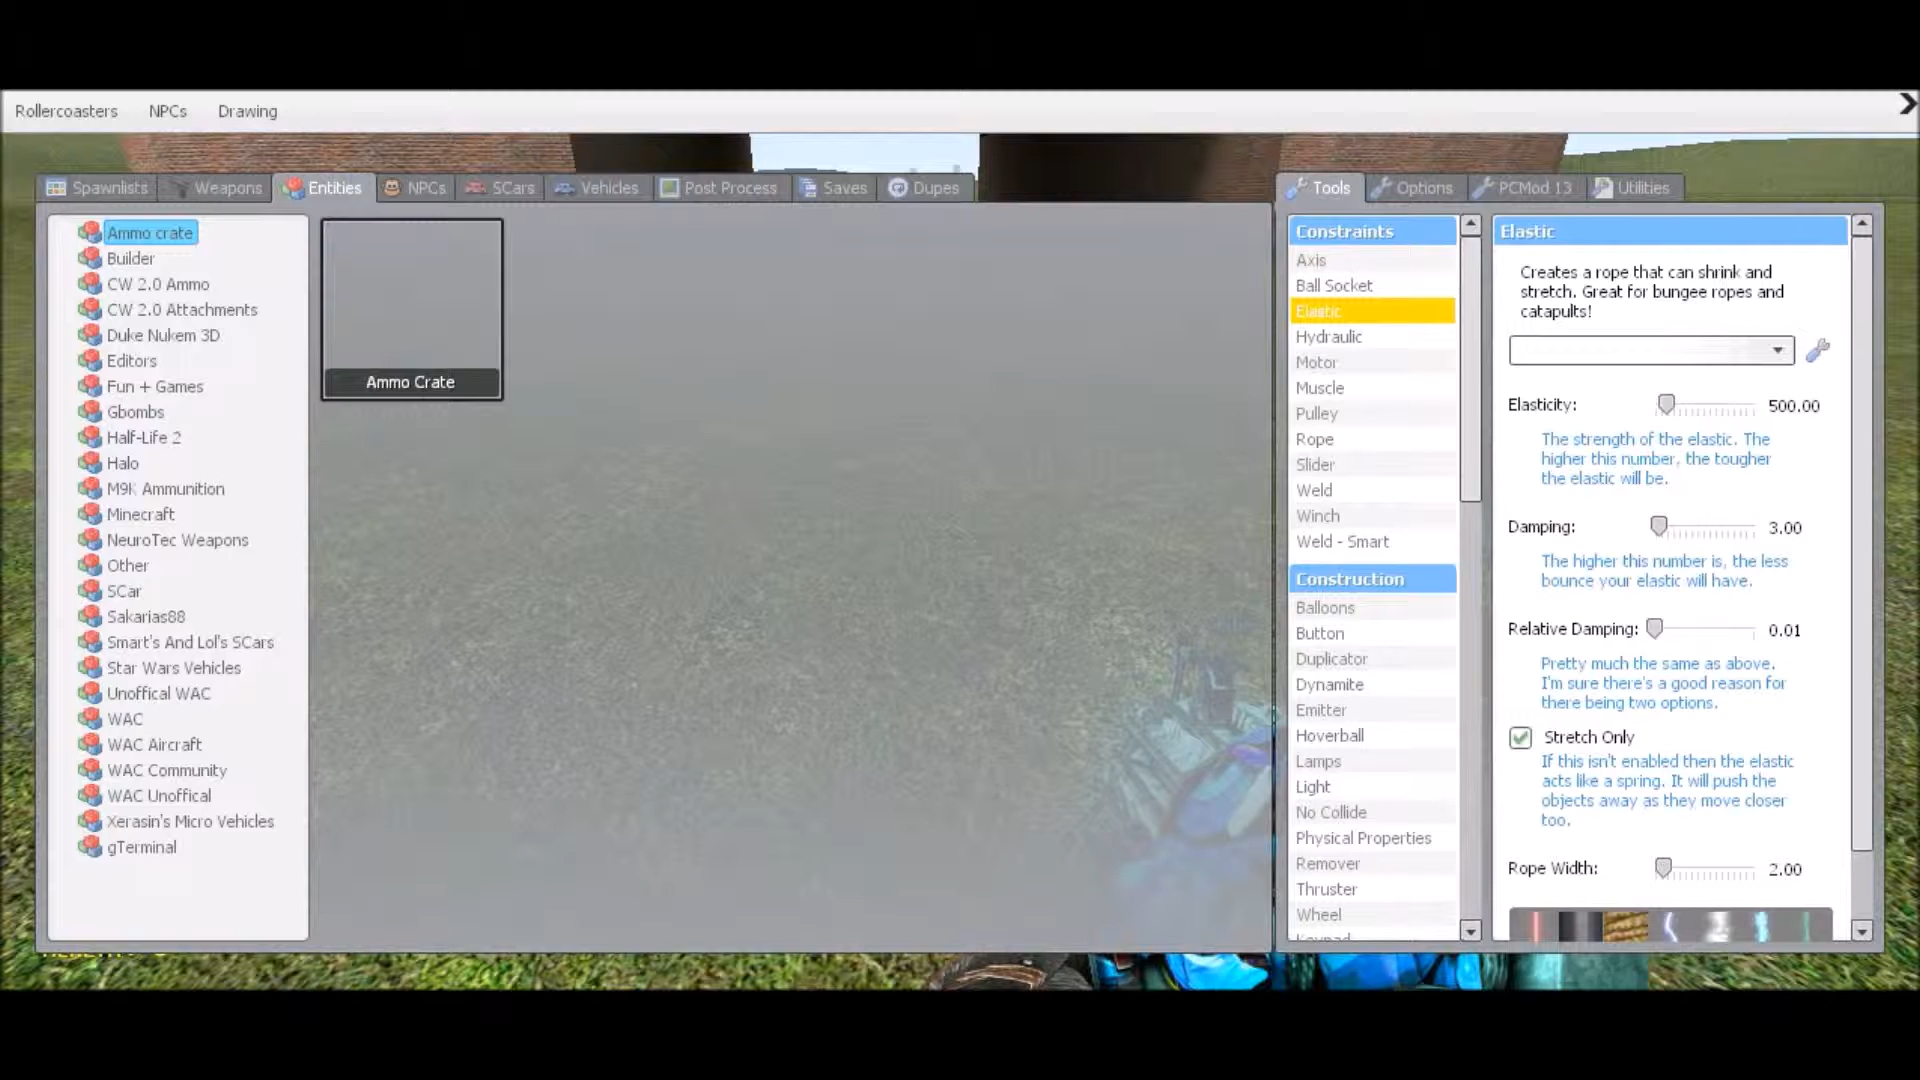 Rollercoasters NPCs Drawing
Spawnlists Weapons Entities NPCs SCars Vehicles Post Process Saves Dupes
Ammo crate
Builder
CW 2.0 Ammo
CW 2.0 Attachments
Duke Nukem 3D
Editors
Fun + Games
Gbombs
Half-Life 2
Halo
M9K Ammunition
Minecraft
NeuroTec Weapons
Other
SCar
Sakarias88
Smart's And Lol's SCars
Star Wars Vehicles
Unoffical WAC
WAC
WAC Aircraft
WAC Community
WAC Unoffical
Xerasin's Micro Vehicles
gTerminal
Ammo Crate
Tools Options PCMod 13 Utilities
Constraints
Axis
Ball Socket
Elastic
Hydraulic
Motor
Muscle
Pulley
Rope
Slider
Weld
Winch
Weld - Smart
Construction
Balloons
Button
Duplicator
Dynamite
Emitter
Hoverball
Lamps
Light
No Collide
Physical Properties
Remover
Thruster
Wheel
Elastic
Creates a rope that can shrink and
stretch. Great for bungee ropes and
catapults!
Elasticity: 500.00
The strength of the elastic. The
higher this number, the tougher
the elastic will be.
Damping: 3.00
The higher this number is, the less
bounce your elastic will have.
Relative Damping: 0.01
Pretty much the same as above.
I'm sure there's a good reason for
there being two options.
Stretch Only
If this isn't enabled then the elastic
acts like a spring. It will push the
objects away as they move closer
too.
Rope Width: 2.00